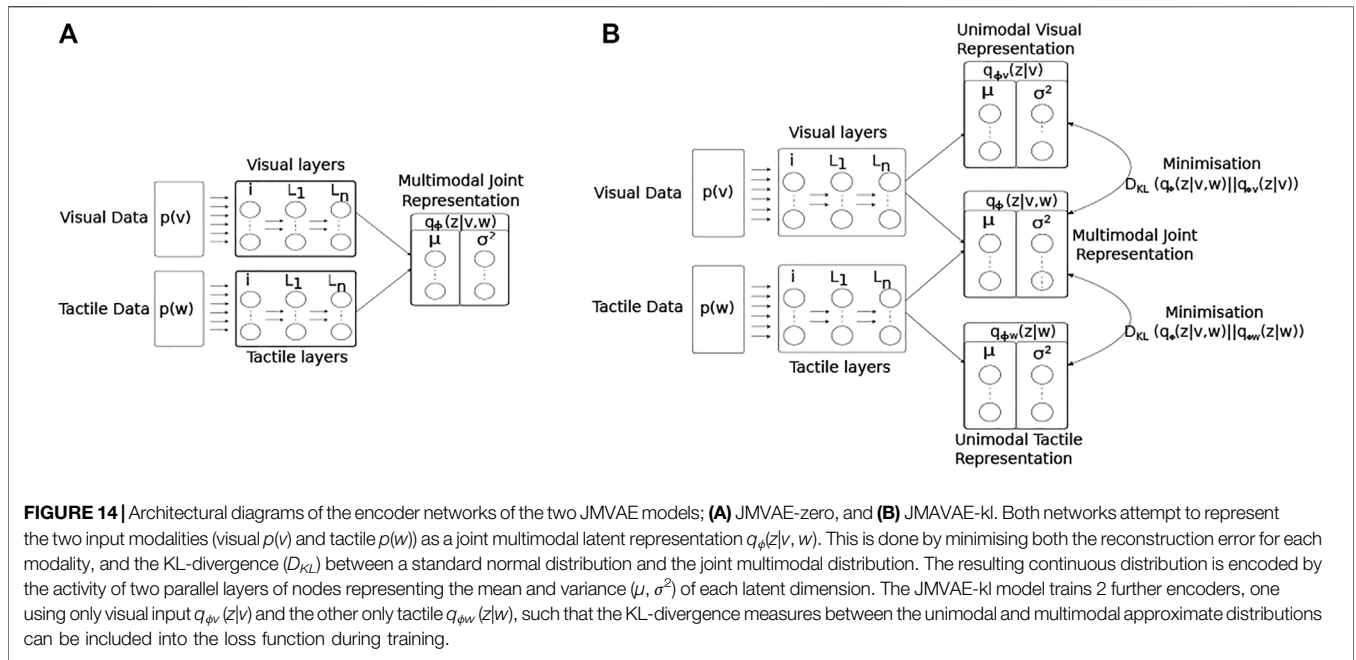 A
Visual layers
i L1 Ln
Visual Data p(v)
Multimodal Joint
Representation
qϕ(z|v,w)
μ σ²
Tactile Data p(w)
i L1 Ln
Tactile layers
B
Unimodal Visual
Representation
qϕv(z|v)
μ σ²
Visual layers
i L1 Ln
Visual Data p(v)
Minimisation
DKL (qϕ(z|v,w)||qϕv(z|v))
qϕ(z|v,w)
μ σ²
Multimodal Joint
Representation
Tactile Data p(w)
i L1 Ln
Tactile layers
Minimisation
DKL (qϕ(z|v,w)||qϕw(z|w))
qϕw(z|w)
μ σ²
Unimodal Tactile
Representation
FIGURE 14 | Architectural diagrams of the encoder networks of the two JMVAE models; (A) JMVAE-zero, and (B) JMAVAE-kl. Both networks attempt to represent
the two input modalities (visual p(v) and tactile p(w)) as a joint multimodal latent representation qϕ(z|v, w). This is done by minimising both the reconstruction error for each
modality, and the KL-divergence (DKL) between a standard normal distribution and the joint multimodal distribution. The resulting continuous distribution is encoded by
the activity of two parallel layers of nodes representing the mean and variance (μ, σ²) of each latent dimension. The JMVAE-kl model trains 2 further encoders, one
using only visual input qϕv (z|v) and the other only tactile qϕw (z|w), such that the KL-divergence measures between the unimodal and multimodal approximate distributions
can be included into the loss function during training.